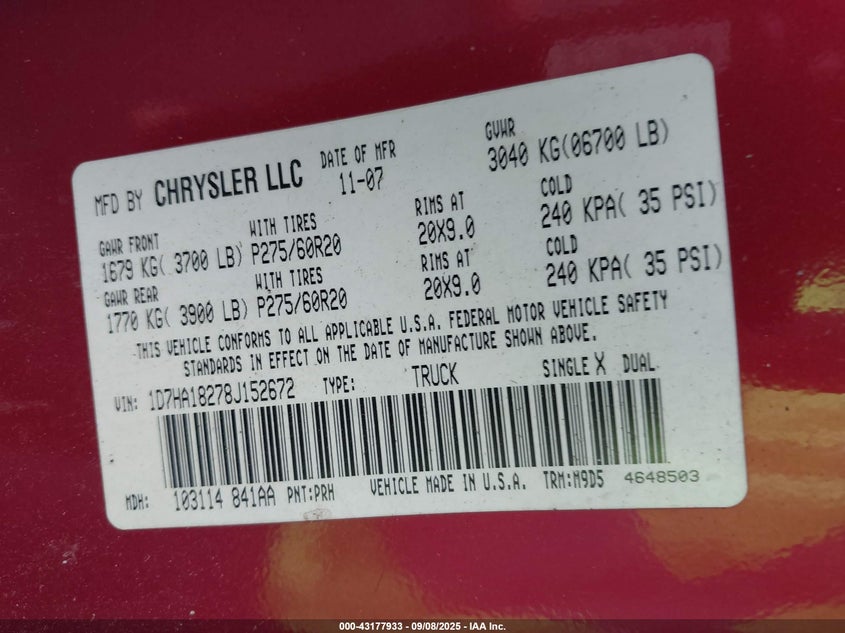 MFD BY CHRYSLER LLC DATE OF MFR 11-07 GVWR 3040 KG(06700 LB)
GAWR FRONT WITH TIRES RIMS AT COLD
1679 KG( 3700 LB) P275/60R20 20X9.0 240 KPA( 35 PSI)
GAWR REAR WITH TIRES RIMS AT COLD
1770 KG( 3900 LB) P275/60R20 20X9.0 240 KPA( 35 PSI)
THIS VEHICLE CONFORMS TO ALL APPLICABLE U.S.A. FEDERAL MOTOR VEHICLE SAFETY
STANDARDS IN EFFECT ON THE DATE OF MANUFACTURE SHOWN ABOVE.
VIN: 1D7HA18278J152672 TYPE: TRUCK SINGLE X DUAL
MDH: 103114 841AA PNT:PRH VEHICLE MADE IN U.S.A. TRM:M9D5 4648503
000-43177933 - 09/08/2025 - IAA Inc.